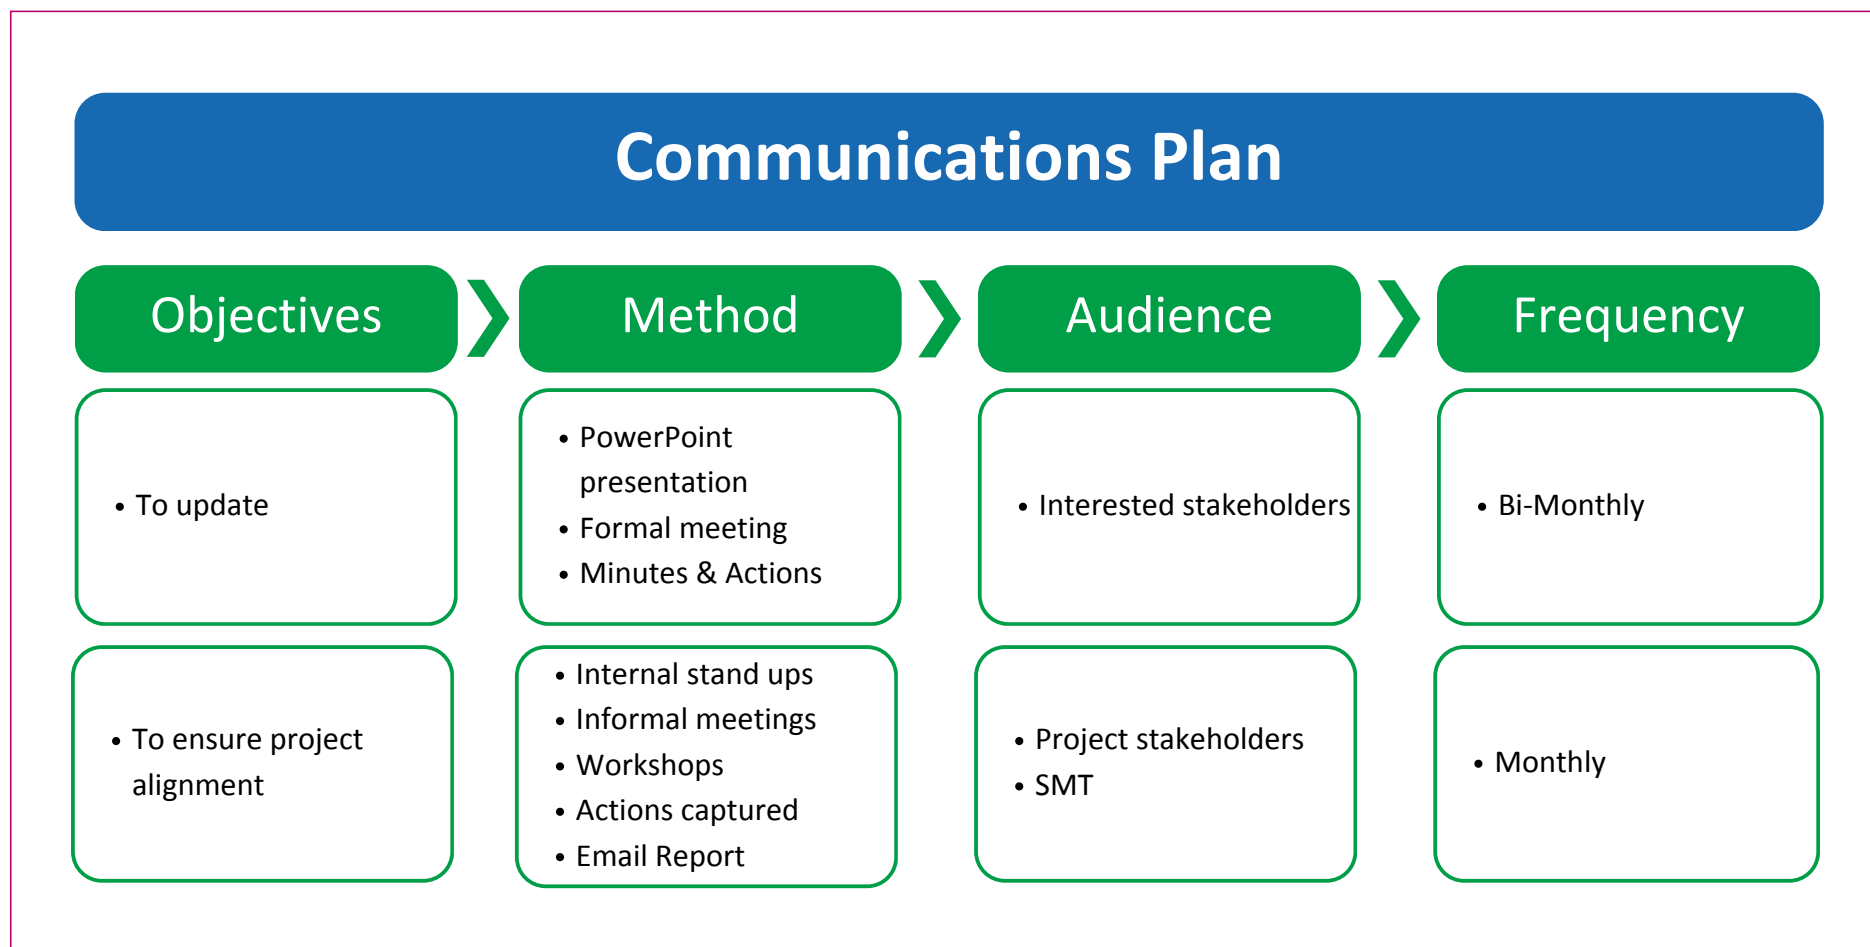 Communications Plan
Objectives
Method
Audience
Frequency
• To update
• PowerPoint
presentation
• Formal meeting
• Minutes & Actions
• Interested stakeholders
• Bi-Monthly
• To ensure project
alignment
• Internal stand ups
• Informal meetings
• Workshops
• Actions captured
• Email Report
• Project stakeholders
• SMT
• Monthly